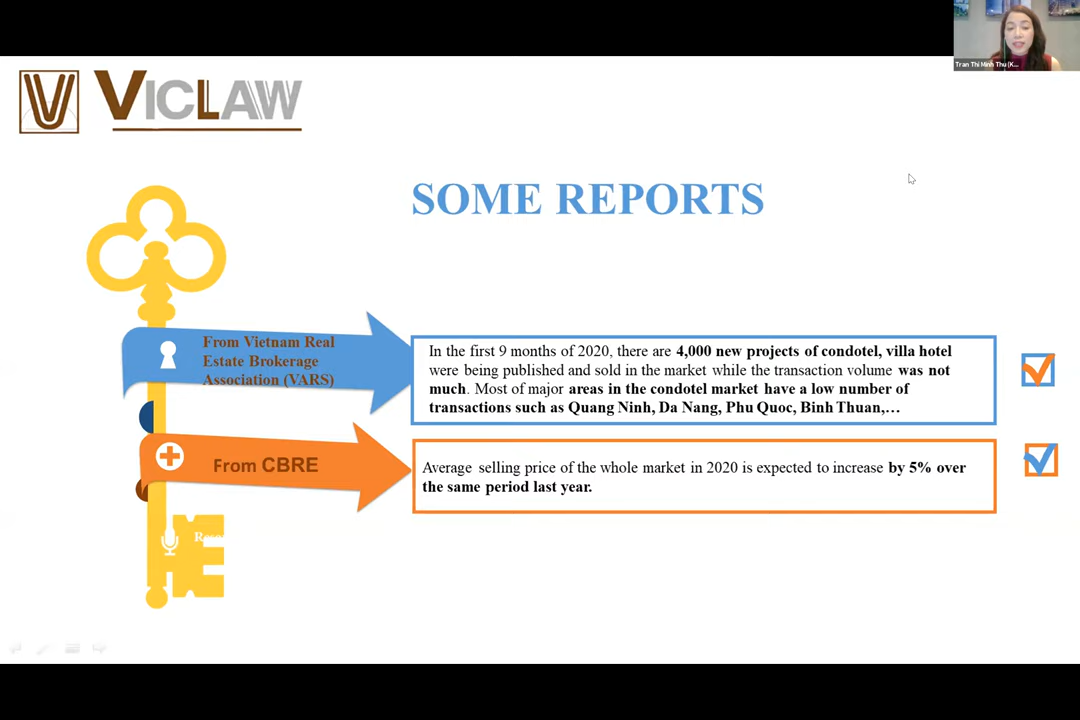 Tran Thi Minh Thu (K...
VICLAW
SOME REPORTS
From Vietnam Real
Estate Brokerage
Association (VARS)
In the first 9 months of 2020, there are 4,000 new projects of condotel, villa hotel
were being published and sold in the market while the transaction volume was not
much. Most of major areas in the condotel market have a low number of
transactions such as Quang Ninh, Da Nang, Phu Quoc, Binh Thuan,…
From CBRE
Average selling price of the whole market in 2020 is expected to increase by 5% over
the same period last year.